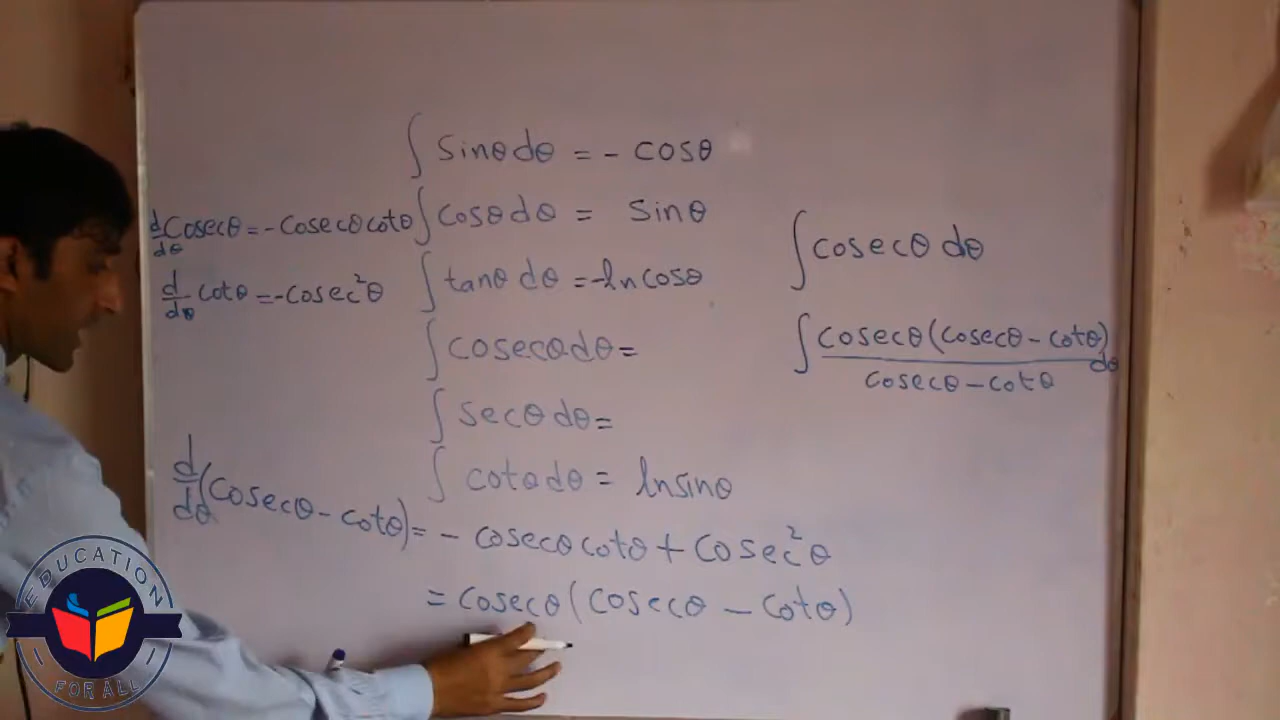 ∫ sinθ dθ = - cosθ
d/dθ Cosecθ = - Cosecθ cotθ
∫ Cosθ dθ = sinθ
d/dθ cotθ = - Cosec²θ
∫ tanθ dθ = -ln cosθ
∫ cosecθ dθ =
∫ secθ dθ =
∫ cotθ dθ = ln sinθ
d/dθ (Cosecθ - cotθ) = - cosecθ cotθ + Cosec²θ
= cosecθ (cosecθ - cotθ)
∫ cosecθ dθ
∫ cosecθ (cosecθ - cotθ) / cosecθ - cotθ dθ
EDUCATION
FOR ALL